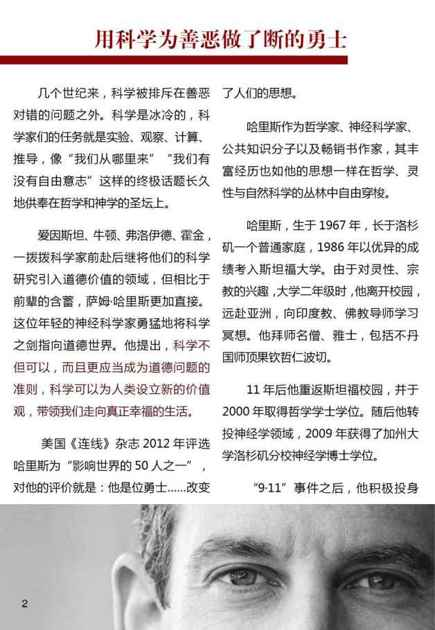 用科学为善恶做了断的勇士
几个世纪来，科学被排斥在善恶
对错的问题之外。科学是冰冷的，科
学家们的任务就是实验、观察、计算、
推导，像“我们从哪里来”“我们有
没有自由意志”这样的终极话题长久
地供奉在哲学和神学的圣坛上。
爱因斯坦、牛顿、弗洛伊德、霍金，
一拨拨科学家前赴后继将他们的科学
研究引入道德价值的领域，但相比于
前辈的含蓄，萨姆·哈里斯更加直接。
这位年轻的神经科学家勇猛地将科学
之剑指向道德世界。他提出，科学不
但可以，而且更应当成为道德问题的
准则，科学可以为人类设立新的价值
观，带领我们走向真正幸福的生活。
美国《连线》杂志 2012 年评选
哈里斯为“影响世界的 50 人之一”，
对他的评价就是：他是位勇士……改变
了人们的思想。
哈里斯作为哲学家、神经科学家、
公共知识分子以及畅销书作家，其丰
富经历也如他的思想一样在哲学、灵
性与自然科学的丛林中自由穿梭。
哈里斯，生于 1967 年，长于洛杉
矶一个普通家庭，1986 年以优异的成
绩考入斯坦福大学。由于对灵性、宗
教的兴趣，大学二年级时，他离开校园，
远赴亚洲，向印度教、佛教导师学习
冥想。他拜师名僧、雅士，包括不丹
国师顶果钦哲仁波切。
11 年后他重返斯坦福校园，并于
2000 年取得哲学学士学位。随后他转
投神经学领域，2009 年获得了加州大
学洛杉矶分校神经学博士学位。
“9·11”事件之后，他积极投身
2